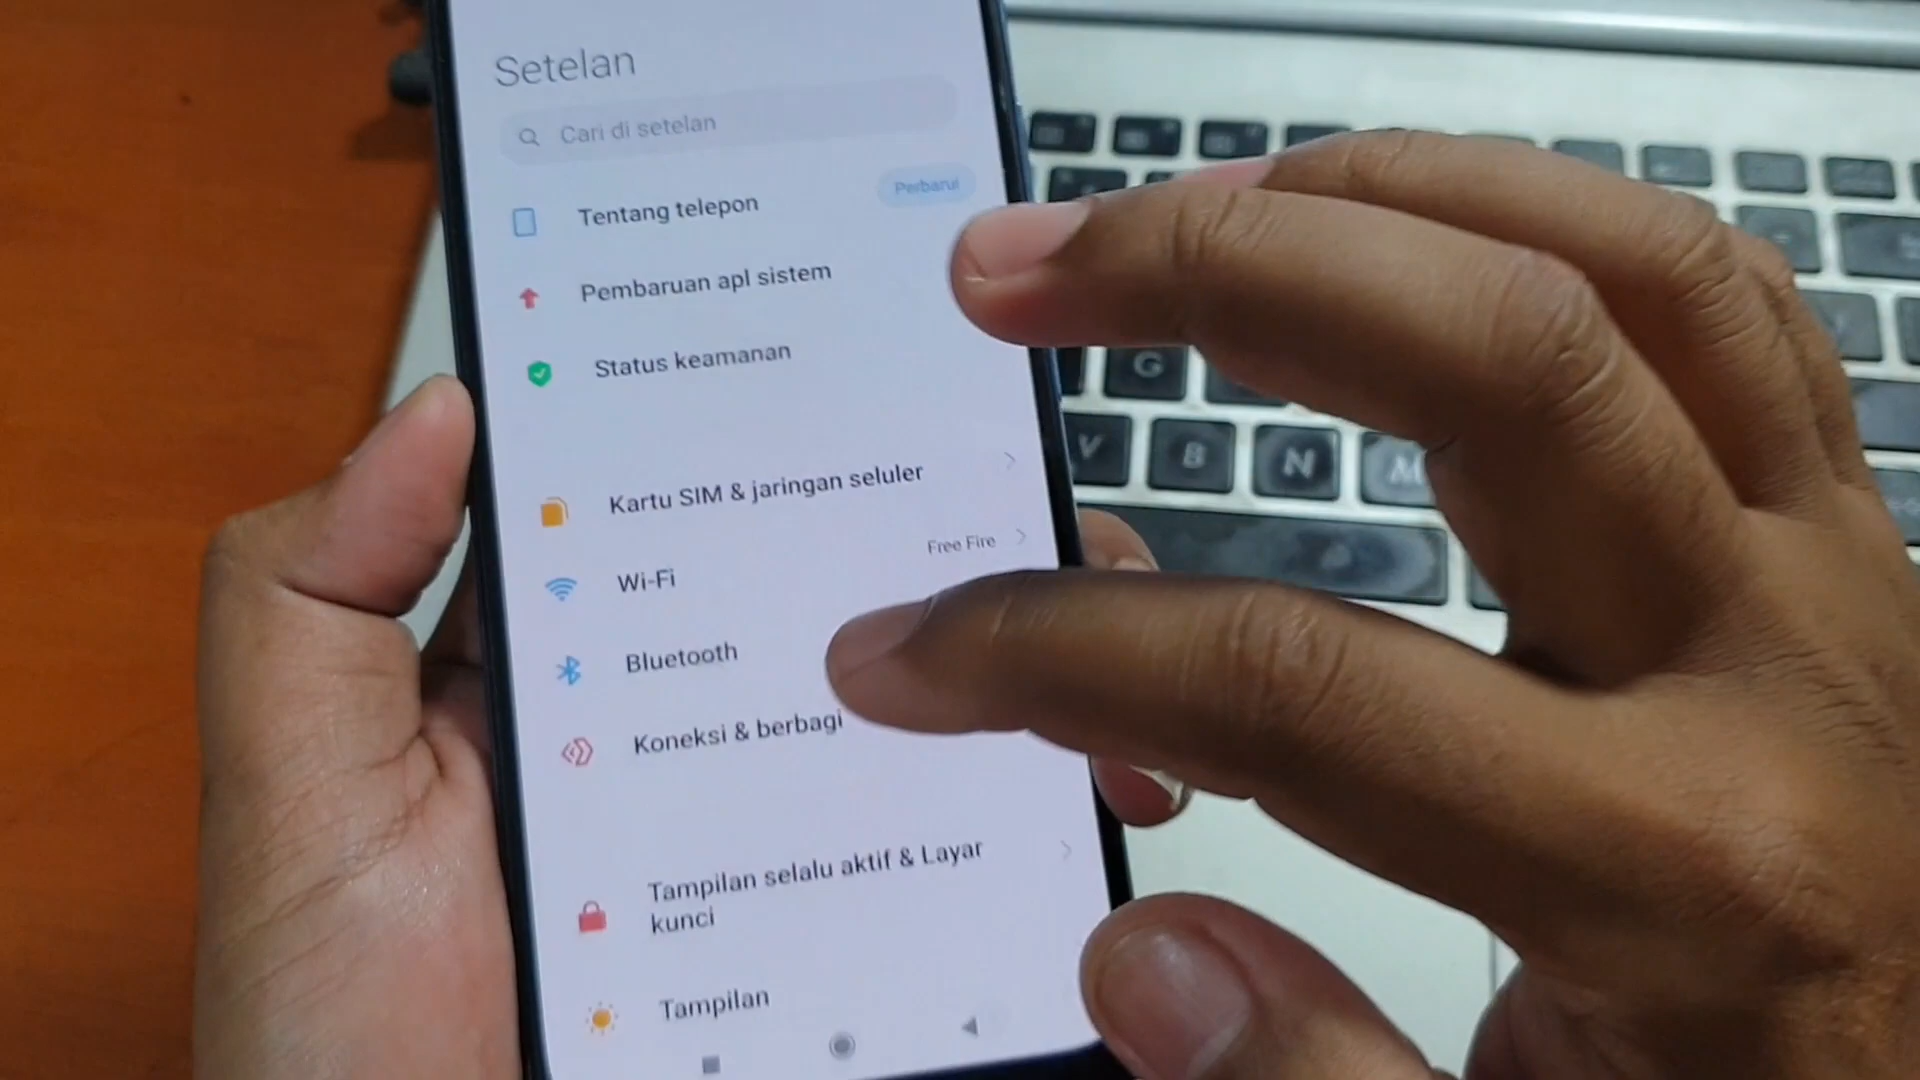 Setelan
Cari di setelan
Tentang telepon
Perbarui
Pembaruan apl sistem
Status keamanan
Kartu SIM & jaringan seluler
Wi-Fi
Free Fire
Bluetooth
Koneksi & berbagi
Tampilan selalu aktif & Layar
kunci
Tampilan
G
V B N M